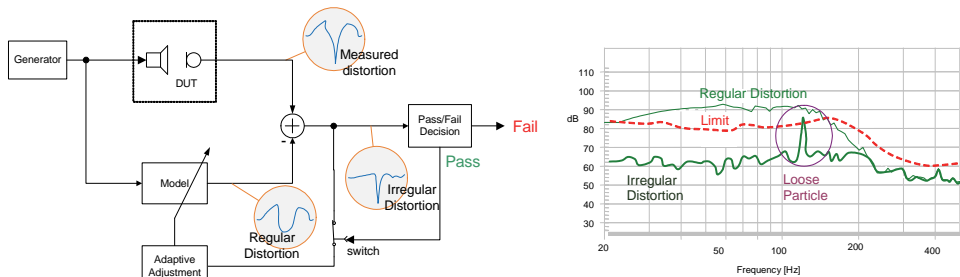 Generator
DUT
Measured
distortion
Pass/Fail
Decision
Fail
Pass
-
Model
Irregular
Distortion
Regular
Distortion
switch
Adaptive
Adjustment
110
100
90
dB
80
70
60
50
40
30
Regular Distortion
Limit
Irregular
Distortion
Loose
Particle
20
50
100
200
400
Frequency [Hz]